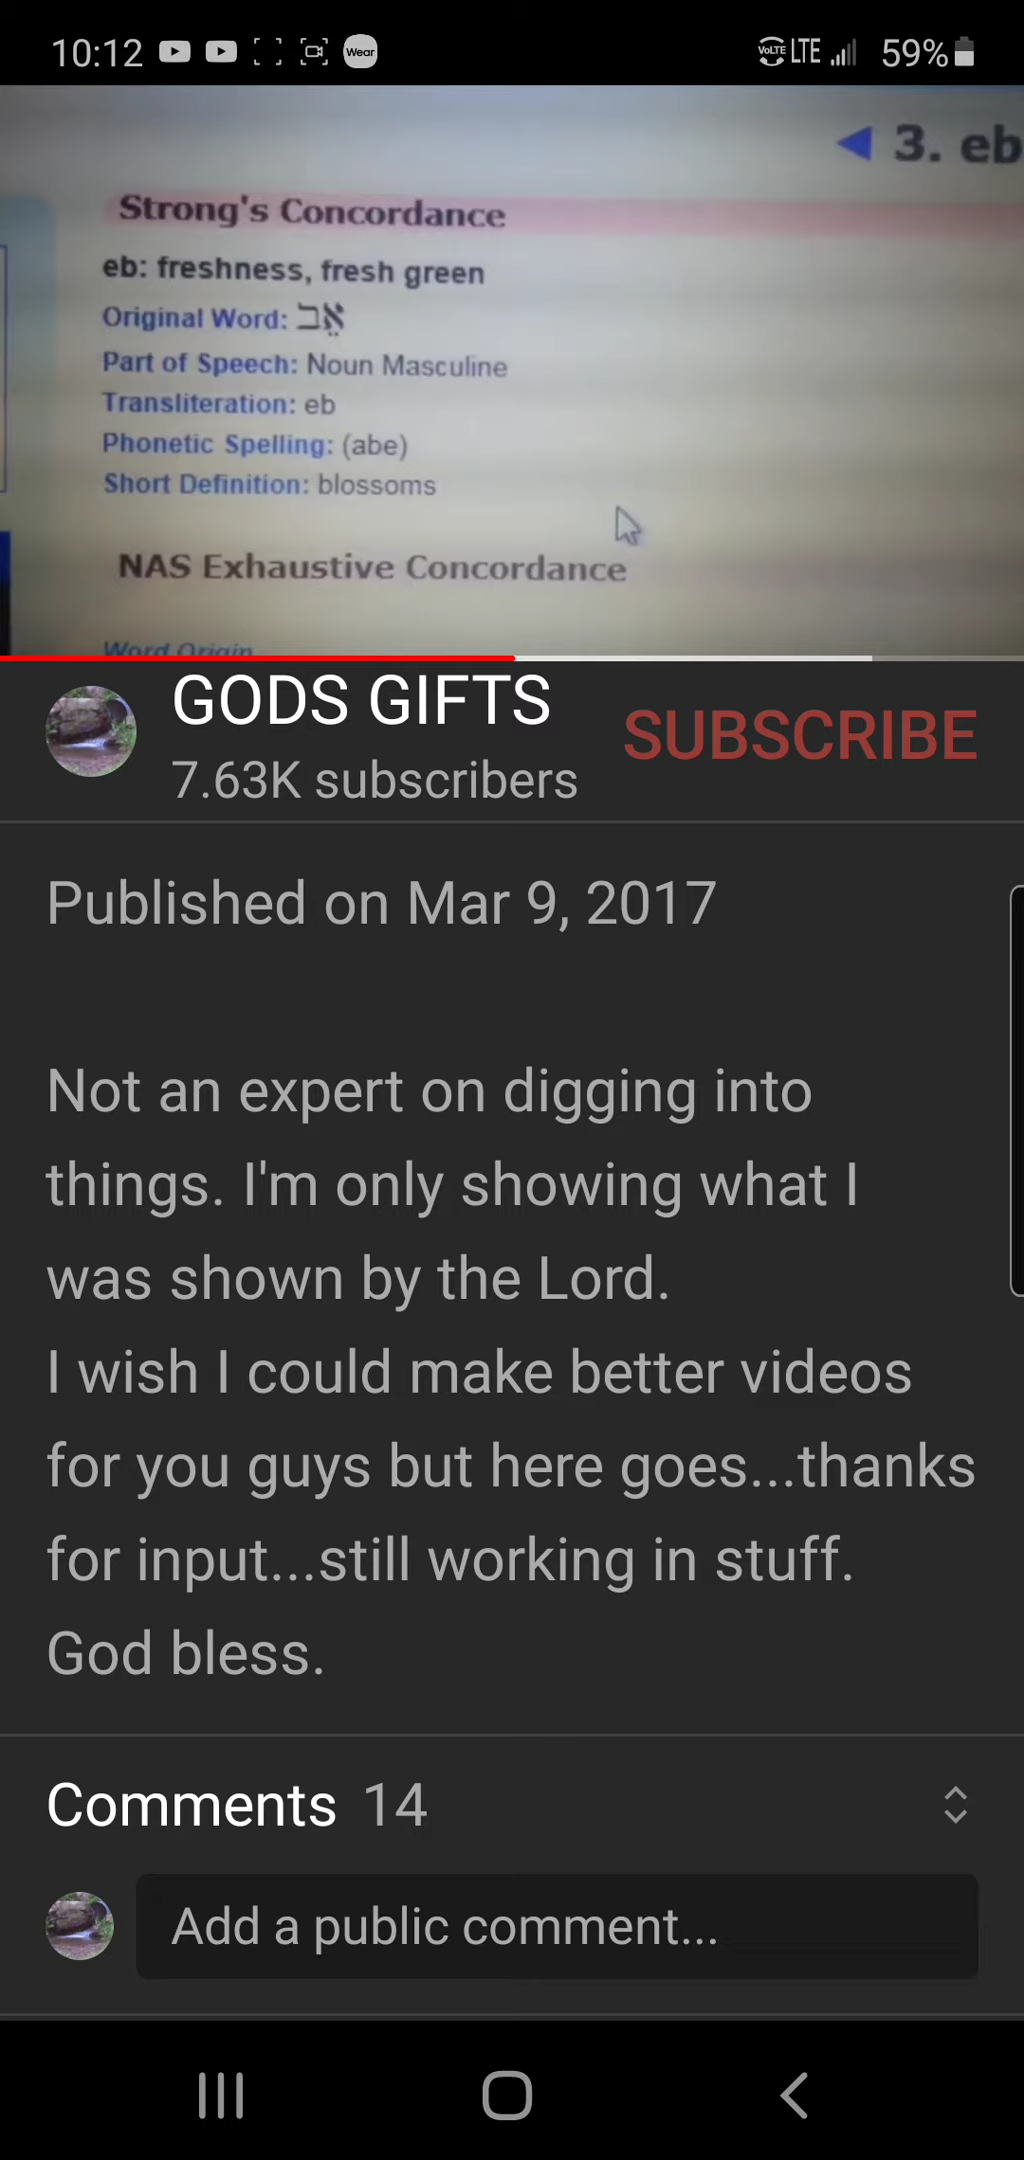 10:12 Wear VoLTE LTE 59%
3. eb
Strong's Concordance
eb: freshness, fresh green
Original Word: אֵב
Part of Speech: Noun Masculine
Transliteration: eb
Phonetic Spelling: (abe)
Short Definition: blossoms
NAS Exhaustive Concordance
Word Origin
GODS GIFTS
SUBSCRIBE
7.63K subscribers
Published on Mar 9, 2017
Not an expert on digging into
things. I'm only showing what I
was shown by the Lord.
I wish I could make better videos
for you guys but here goes...thanks
for input...still working in stuff.
God bless.
Comments 14
Add a public comment...